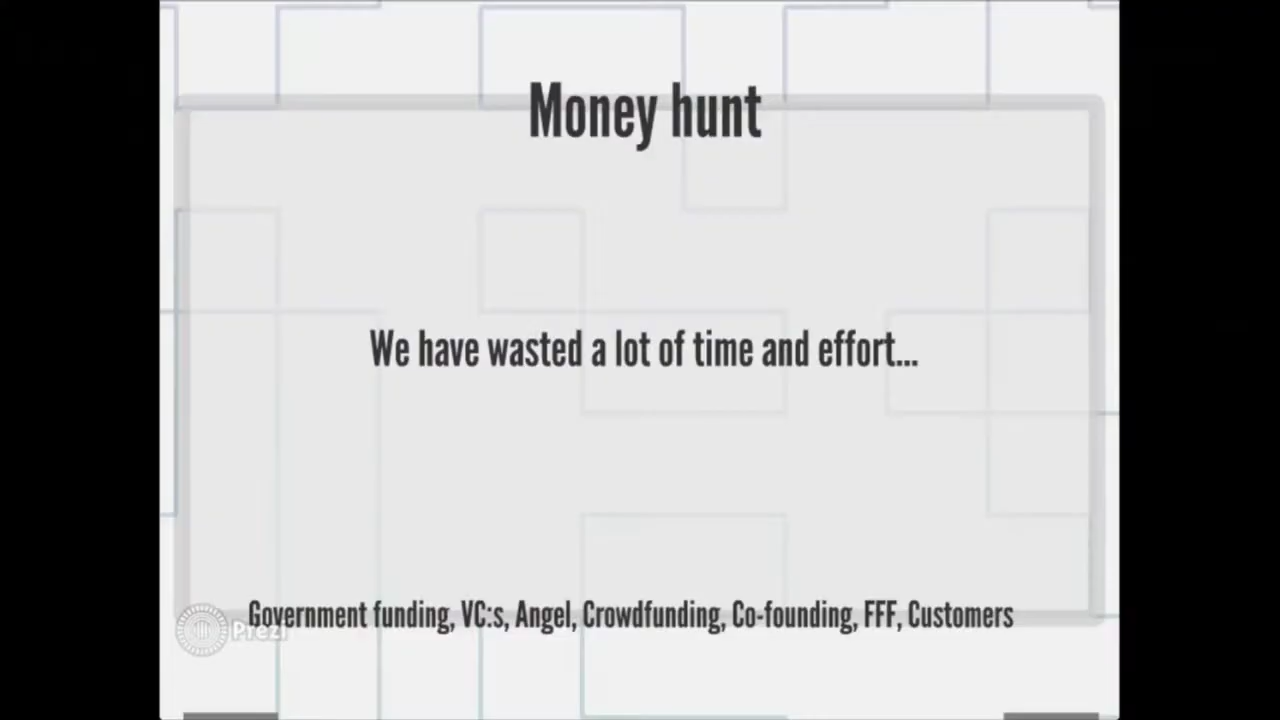 Money hunt
We have wasted a lot of time and effort...
Government funding, VC:s, Angel, Crowdfunding, Co-founding, FFF, Customers
Prezi